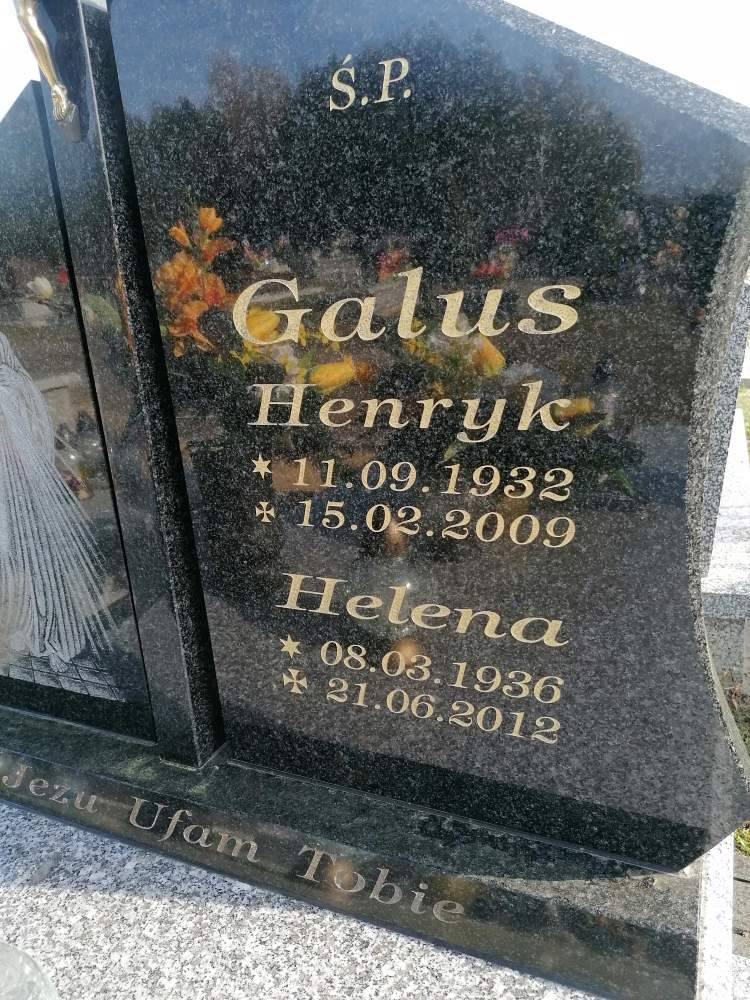 Ś.P.
Galus
Henryk
✶ 11.09.1932
✠ 15.02.2009
Helena
✶ 08.03.1936
✠ 21.06.2012
Jezu Ufam Tobie